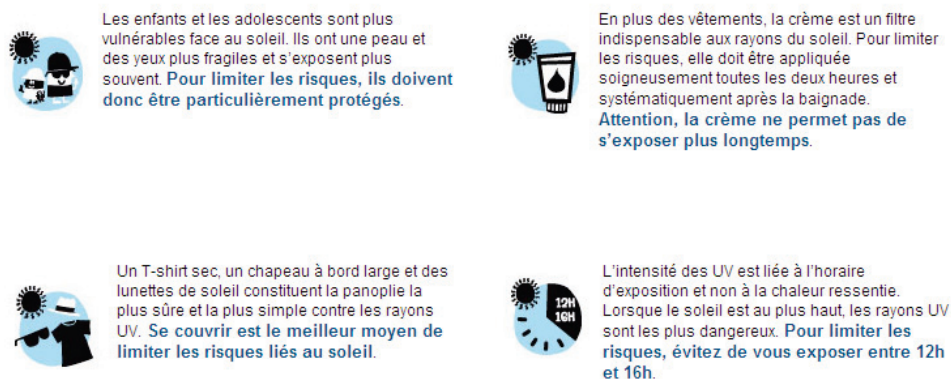 Les enfants et les adolescents sont plus
vulnérables face au soleil. Ils ont une peau et
des yeux plus fragiles et s'exposent plus
souvent. Pour limiter les risques, ils doivent
donc être particulièrement protégés.
En plus des vêtements, la crème est un filtre
indispensable aux rayons du soleil. Pour limiter
les risques, elle doit être appliquée
soigneusement toutes les deux heures et
systématiquement après la baignade.
Attention, la crème ne permet pas de
s'exposer plus longtemps.
Un T-shirt sec, un chapeau à bord large et des
lunettes de soleil constituent la panoplie la
plus sûre et la plus simple contre les rayons
UV. Se couvrir est le meilleur moyen de
limiter les risques liés au soleil.
12H
16H
L'intensité des UV est liée à l'horaire
d'exposition et non à la chaleur ressentie.
Lorsque le soleil est au plus haut, les rayons UV
sont les plus dangereux. Pour limiter les
risques, évitez de vous exposer entre 12h
et 16h.